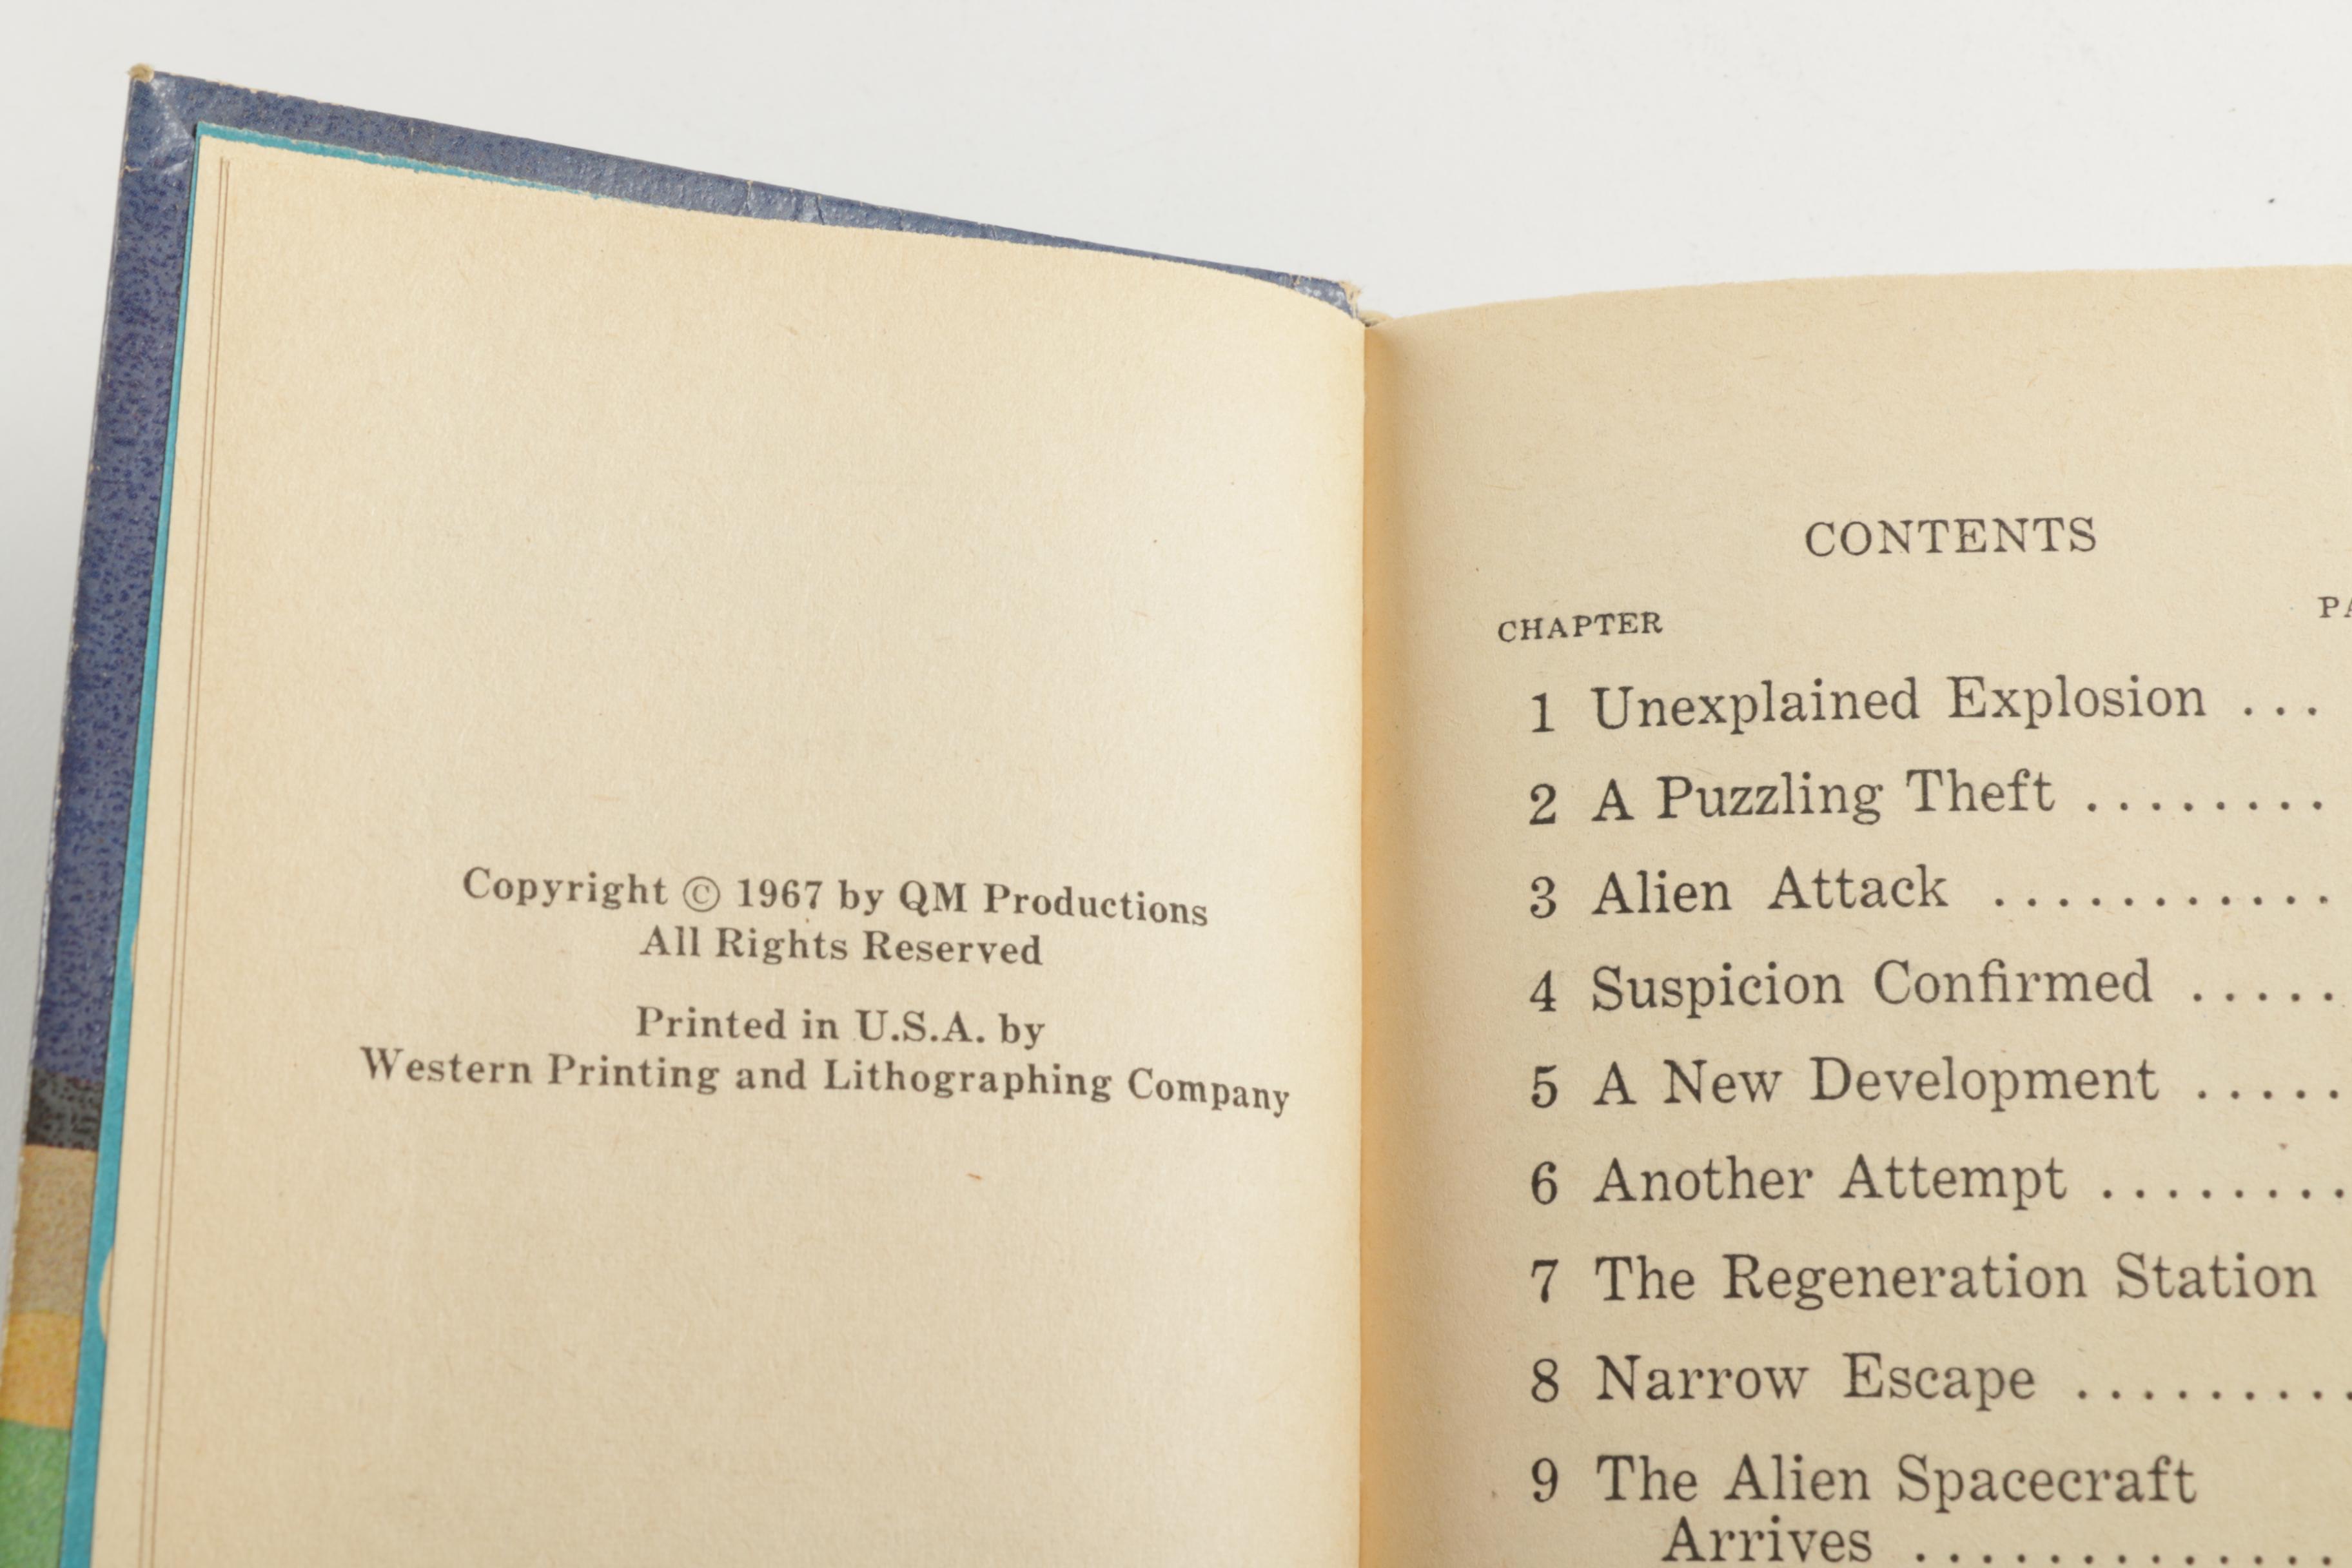 Copyright © 1967 by QM Productions
All Rights Reserved
Printed in U.S.A. by
Western Printing and Lithographing Company
CONTENTS
CHAPTER
1 Unexplained Explosion . . .
2 A Puzzling Theft . . . . . . . .
3 Alien Attack . . . . . . . . . . .
4 Suspicion Confirmed . . . . .
5 A New Development . . . . .
6 Another Attempt . . . . . . . .
7 The Regeneration Station
8 Narrow Escape . . . . . . . . .
9 The Alien Spacecraft
Arrives . . . . . . . . . . . . .